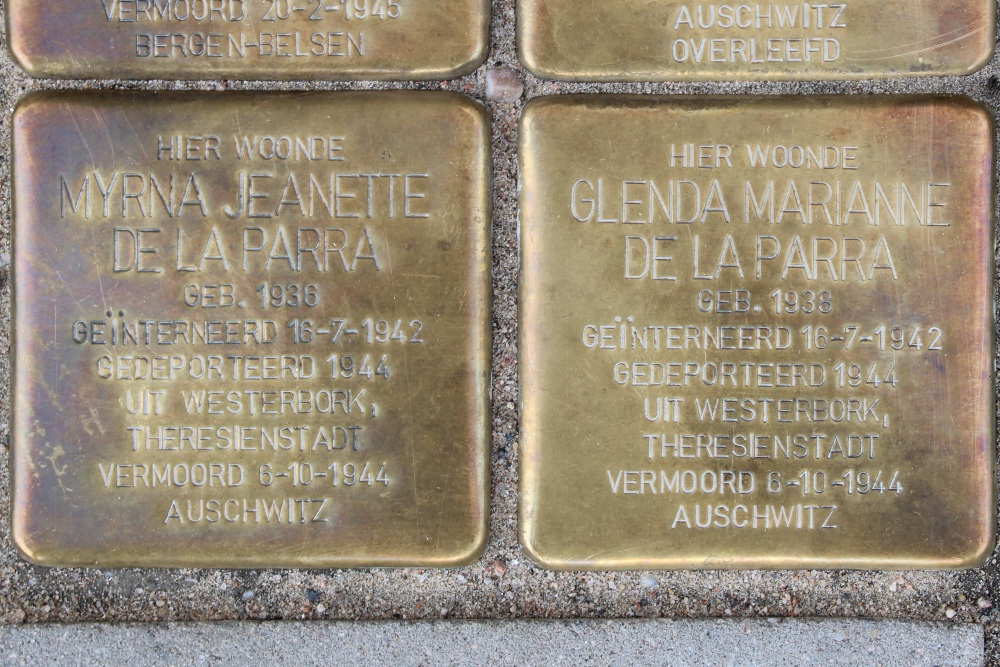 VERMOORD 20-2-1945
BERGEN-BELSEN
AUSCHWITZ
OVERLEEFD
HIER WOONDE
MYRNA JEANETTE
DE LA PARRA
GEB. 1936
GEÏNTERNEERD 16-7-1942
GEDEPORTEERD 1944
UIT WESTERBORK,
THERESIENSTADT
VERMOORD 6-10-1944
AUSCHWITZ
HIER WOONDE
GLENDA MARIANNE
DE LA PARRA
GEB. 1938
GEÏNTERNEERD 16-7-1942
GEDEPORTEERD 1944
UIT WESTERBORK,
THERESIENSTADT
VERMOORD 6-10-1944
AUSCHWITZ